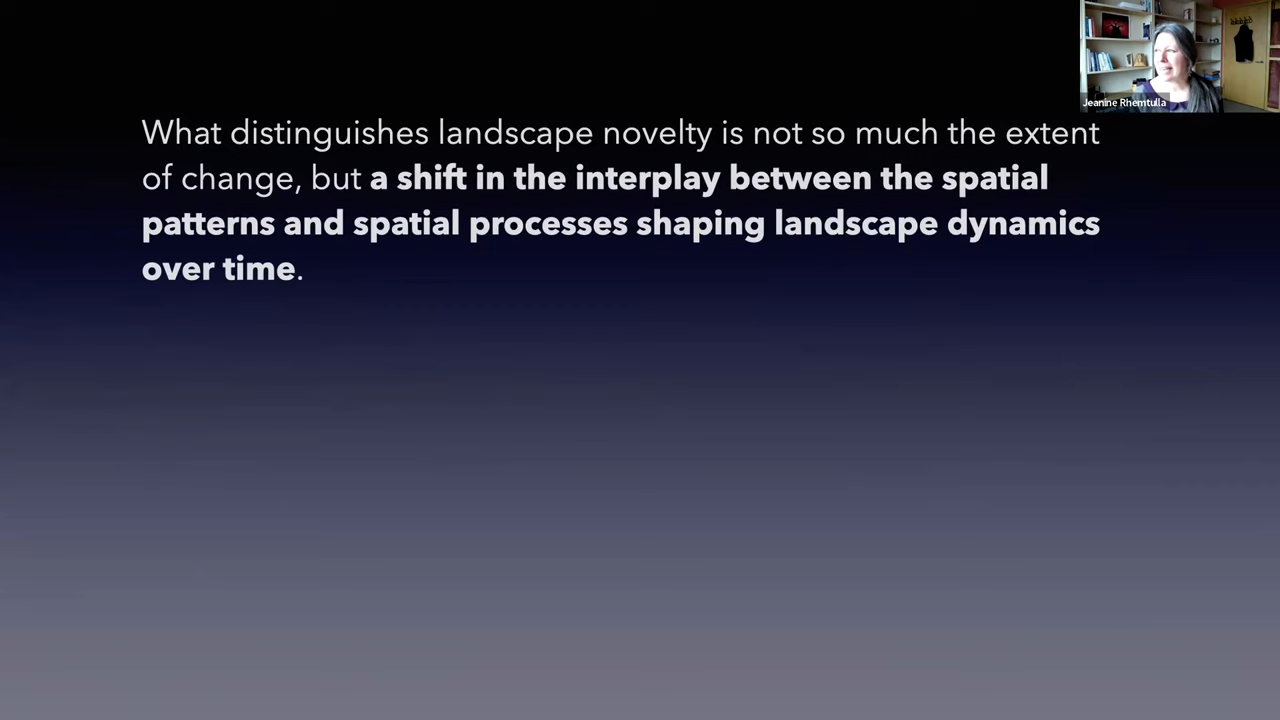 Jeanine Rhemtulla
What distinguishes landscape novelty is not so much the extent
of change, but a shift in the interplay between the spatial
patterns and spatial processes shaping landscape dynamics
over time.